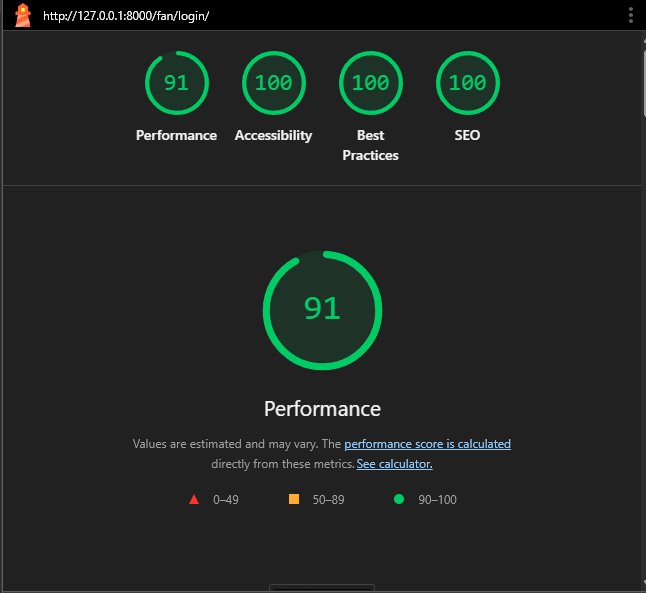 http://127.0.0.1:8000/fan/login/
91 100 100 100
Performance Accessibility Best Practices SEO
91
Performance
Values are estimated and may vary. The performance score is calculated
directly from these metrics. See calculator.
0–49 50–89 90–100